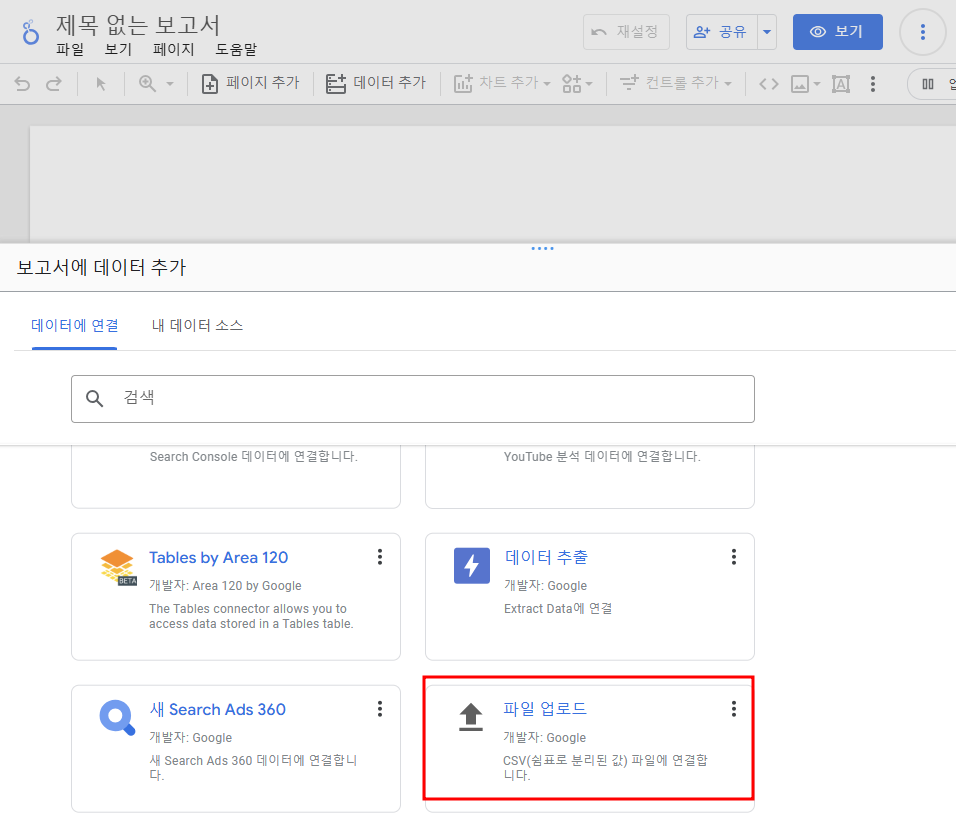 제목 없는 보고서
파일 보기 페이지 도움말
재설정
공유
보기
페이지 추가
데이터 추가
차트 추가
컨트롤 추가
보고서에 데이터 추가
데이터에 연결
내 데이터 소스
검색
Search Console 데이터에 연결합니다.
YouTube 분석 데이터에 연결합니다.
Tables by Area 120
개발자: Area 120 by Google
The Tables connector allows you to
access data stored in a Tables table.
BETA
데이터 추출
개발자: Google
Extract Data에 연결
새 Search Ads 360
개발자: Google
새 Search Ads 360 데이터에 연결합니
다.
파일 업로드
개발자: Google
CSV(쉼표로 분리된 값) 파일에 연결합
니다.